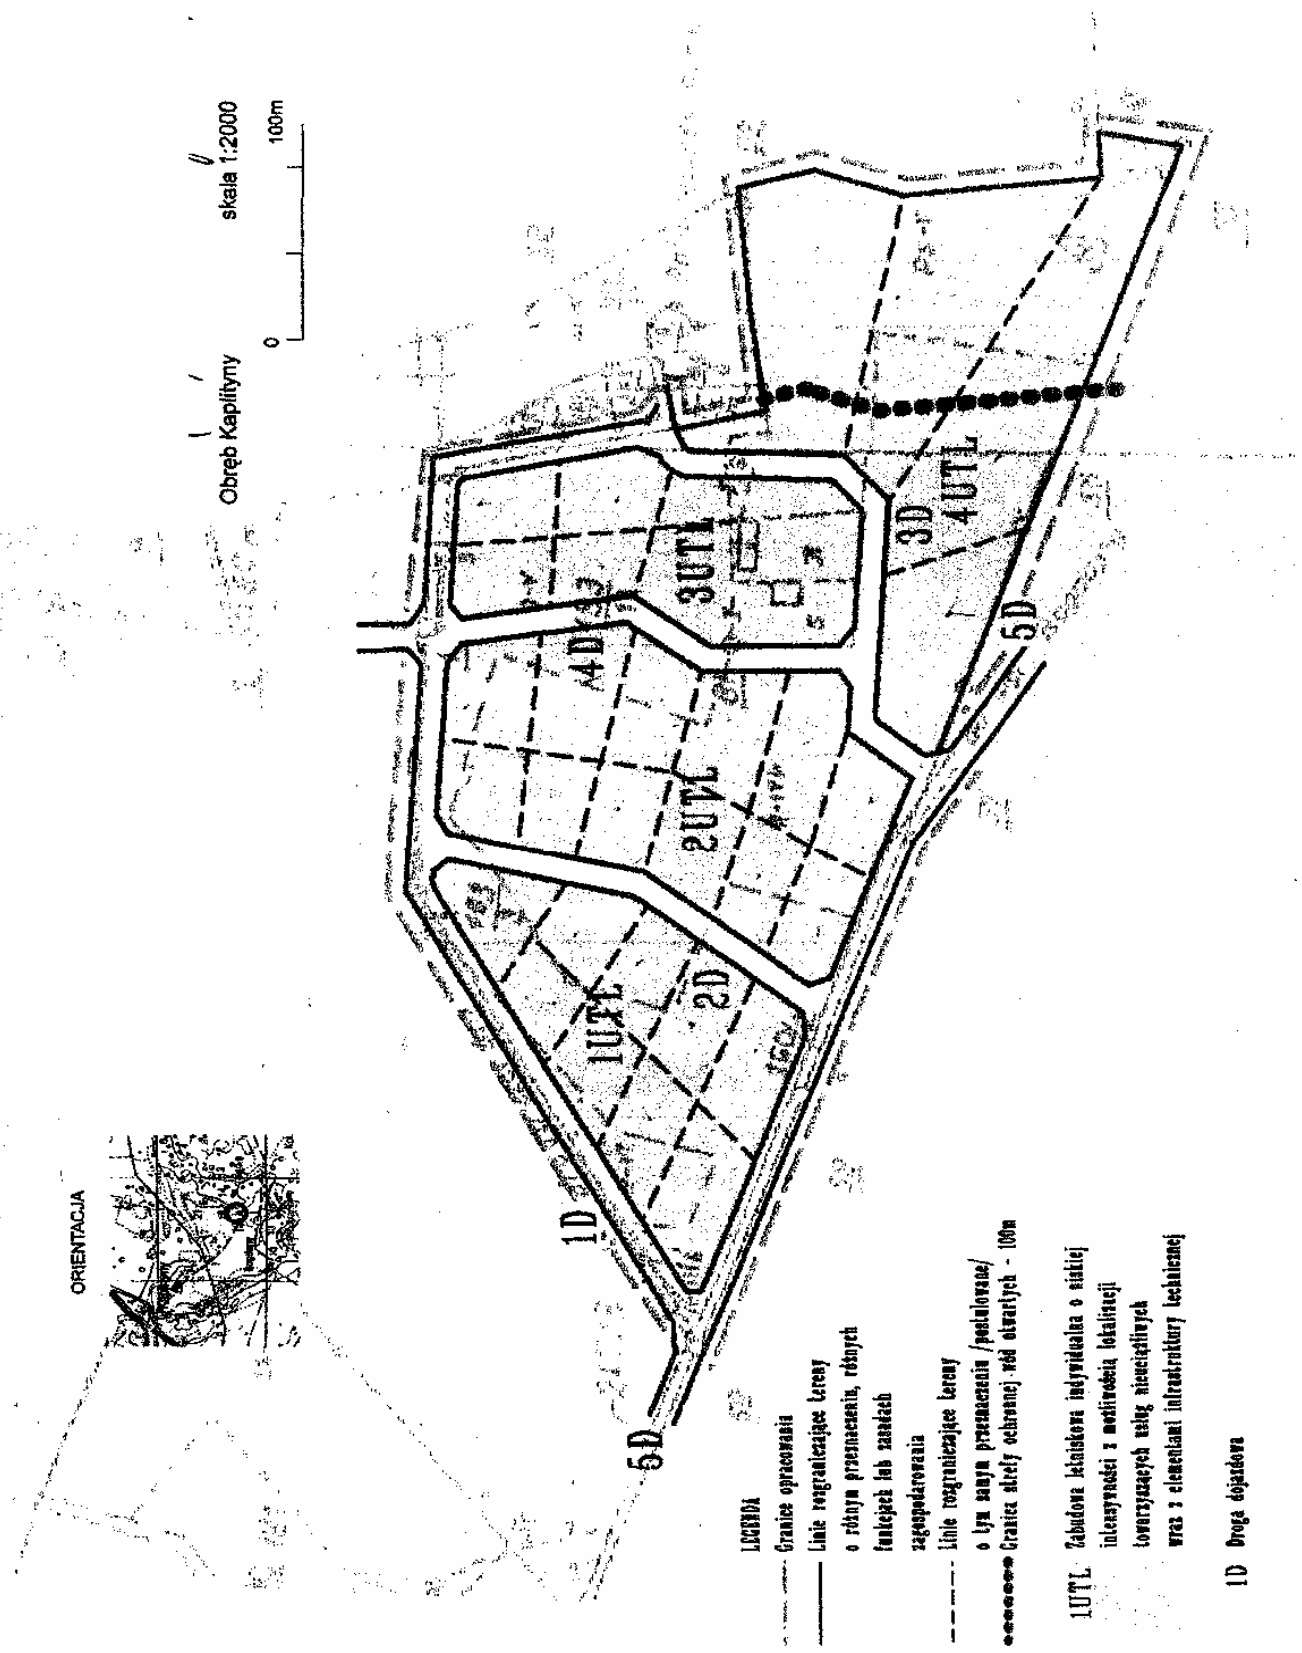 ORIENTACJA
Obręb Kaplityny
skala 1:2000
0
100m
1D
5D
1UTL
2D
2UTL
4D
3UTL
3D
4UTL
5D
LEGENDA
Granice opracowania
Linie rozgraniczające tereny
o różnym przeznaczeniu, różnych
funkcjach lub zasadach
zagospodarowania
Linie rozgraniczające tereny
o tym samym przeznaczeniu /postulowane/
Granica strefy ochronnej wód otwartych - 100m
1UTL Zabudowa letniskowa indywidualna o niskiej
intensywności z możliwością lokalizacji
towarzyszących usług nieuciążliwych
wraz z elementami infrastruktury technicznej
1D Droga dojazdowa